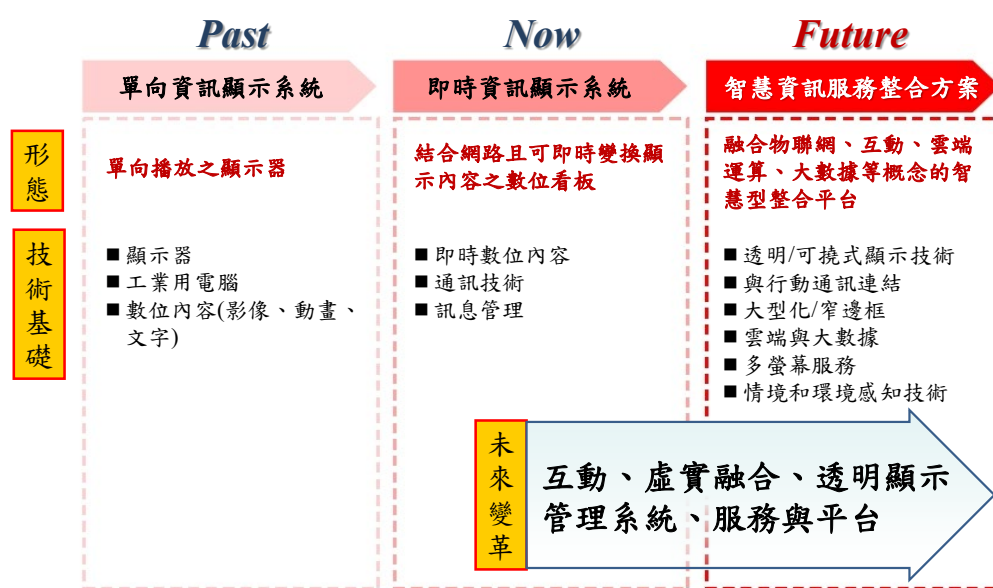 Past
Now
Future
單向資訊顯示系統
即時資訊顯示系統
智慧資訊服務整合方案
形態
單向播放之顯示器
結合網路且可即時變換顯
示內容之數位看板
融合物聯網、互動、雲端
運算、大數據等概念的智
慧型整合平台
技術基礎
■ 顯示器
■ 工業用電腦
■ 數位內容(影像、動畫、
文字)
■ 即時數位內容
■ 通訊技術
■ 訊息管理
■ 透明/可撓式顯示技術
■ 與行動通訊連結
■ 大型化/窄邊框
■ 雲端與大數據
■ 多螢幕服務
■ 情境和環境感知技術
未來變革
互動、虛實融合、透明顯示
管理系統、服務與平台